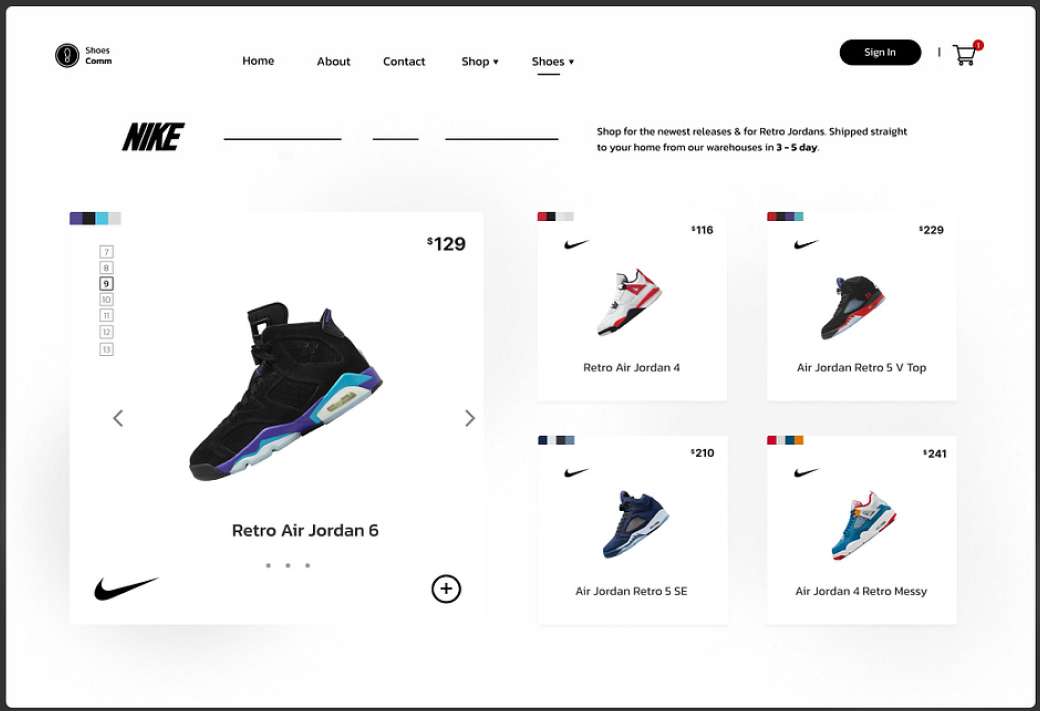 Shoes
Comm
Home About Contact Shop ▾ Shoes ▾
Sign In
1
NIKE
Shop for the newest releases & for Retro Jordans. Shipped straight
to your home from our warehouses in 3 - 5 day.
$129
7
8
9
10
11
12
13
Retro Air Jordan 6
$116
Retro Air Jordan 4
$229
Air Jordan Retro 5 V Top
$210
Air Jordan Retro 5 SE
$241
Air Jordan 4 Retro Messy